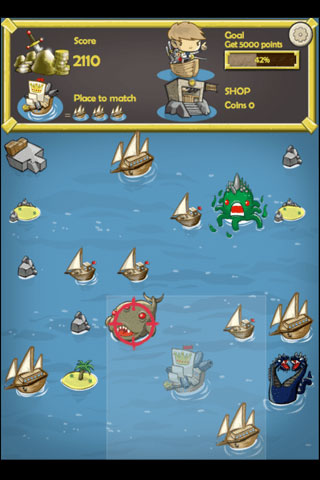 Score
2110
Goal
Get 5000 points
42%
Place to match
=
SHOP
Coins 0